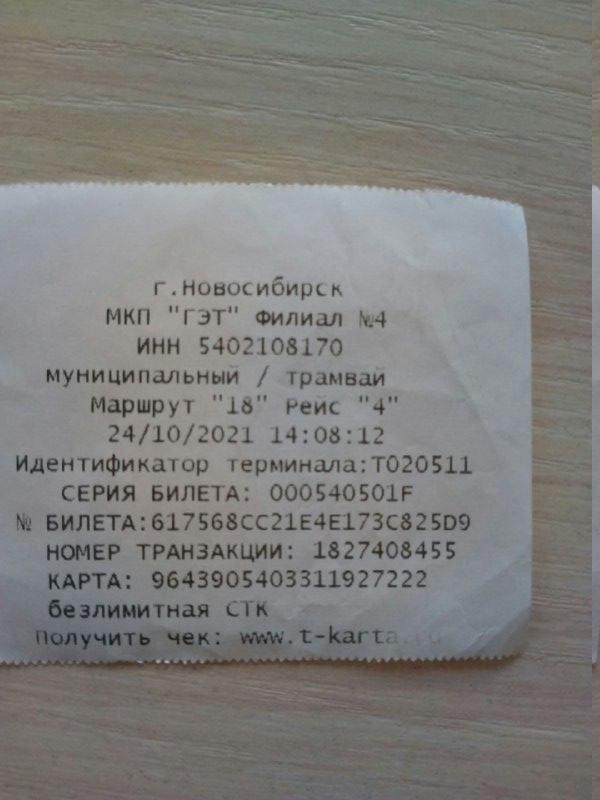 г.Новосибирск
МКП "ГЭТ" Филиал №4
ИНН 5402108170
муниципальный / трамвай
Маршрут "18" Рейс "4"
24/10/2021 14:08:12
Идентификатор терминала:T020511
СЕРИЯ БИЛЕТА: 000540501F
№ БИЛЕТА:617568CC21E4E173C825D9
НОМЕР ТРАНЗАКЦИИ: 1827408455
КАРТА: 9643905403311927222
безлимитная СТК
Получить чек: www.t-karta.ru